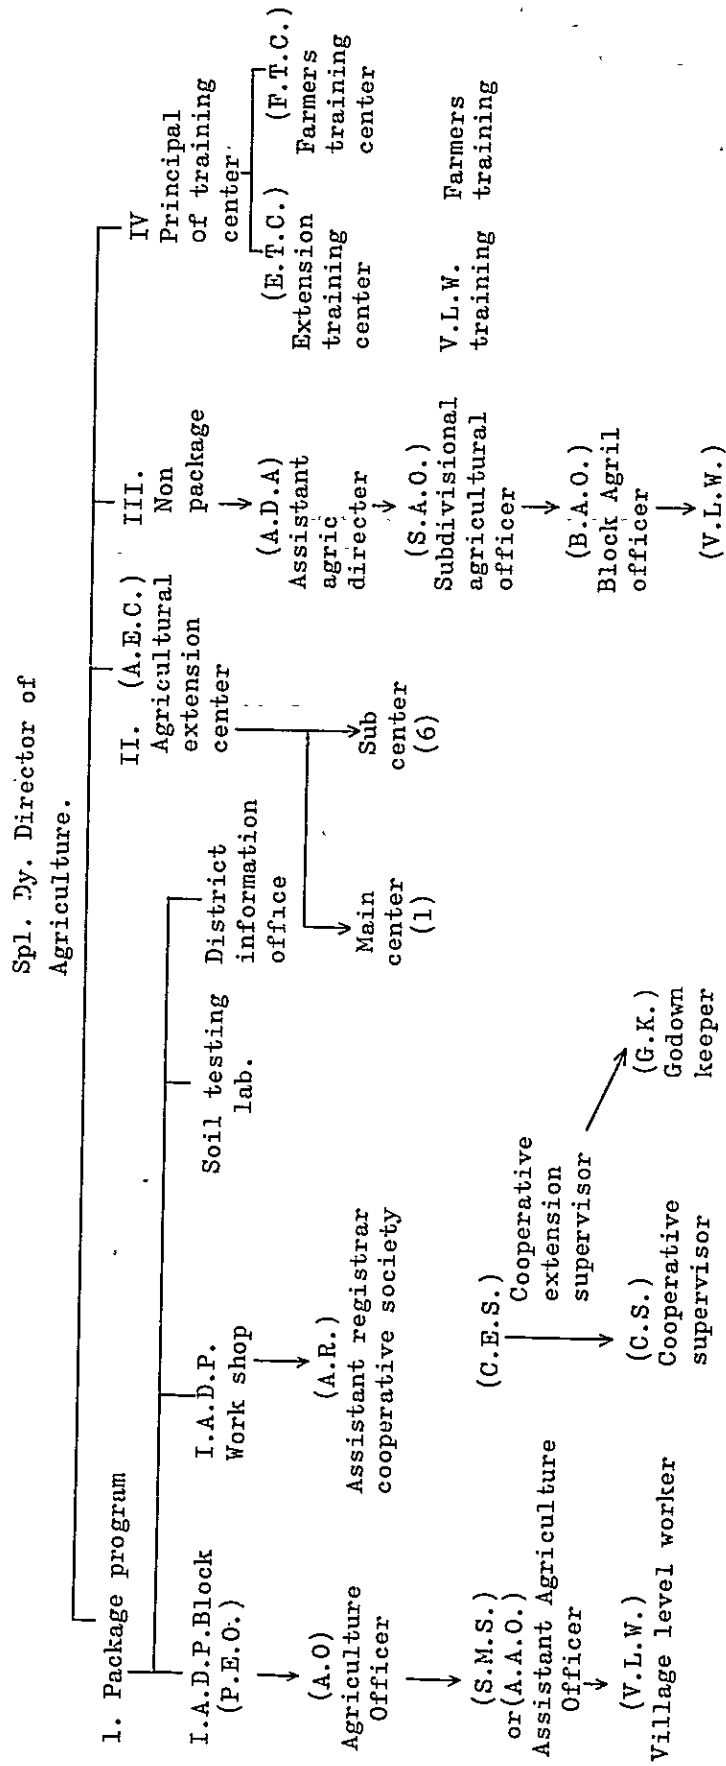 Spl. Dy. Director of
Agriculture.
1. Package program
I.A.D.P.Block
(P.E.O.)
(A.O)
Agriculture
Officer
(S.M.S.)
or(A.A.O.)
Assistant Agriculture
Officer
(V.L.W.)
Village level worker
I.A.D.P.
Work shop
(A.R.)
Assistant registrar
cooperative society
(C.E.S.)
Cooperative
extension
supervisor
(C.S.)
Cooperative
supervisor
(G.K.)
Godown
keeper
Soil testing
lab.
District
information
office
II. (A.E.C.)
Agricultural
extension
center
Main
center
(1)
Sub
center
(6)
III.
Non
package
(A.D.A)
Assistant
agric
directer
(S.A.O.)
Subdivisional
agricultural
officer
(B.A.O.)
Block Agril
officer
(V.L.W.)
IV
Principal
of training
center
(E.T.C.)
Extension
training
center
V.L.W.
training
(F.T.C.)
Farmers
training
center
Farmers
training